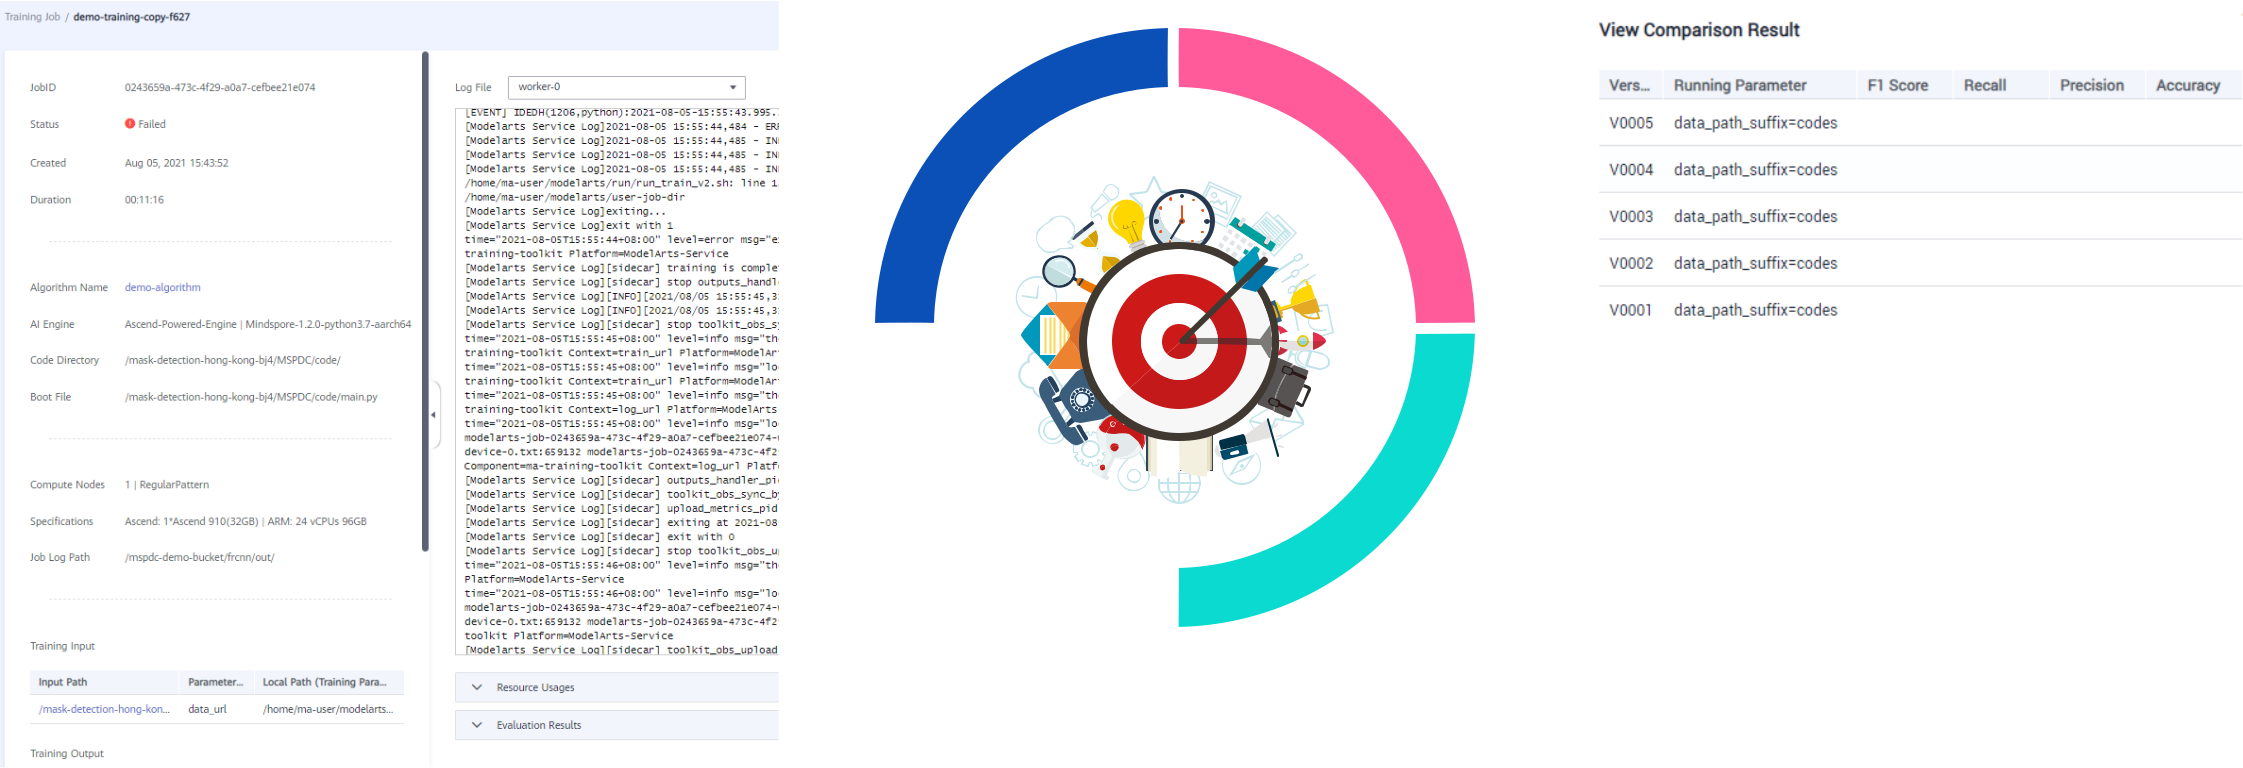 Training Job / demo-training-copy-f627
JobID 0243659a-473c-4f29-a0a7-cefbee21e074
Status Failed
Created Aug 05, 2021 15:43:52
Duration 00:11:16
Algorithm Name demo-algorithm
AI Engine Ascend-Powered-Engine | Mindspore-1.2.0-python3.7-aarch64
Code Directory /mask-detection-hong-kong-bj4/MSPDC/code/
Boot File /mask-detection-hong-kong-bj4/MSPDC/code/main.py
Compute Nodes 1 | RegularPattern
Specifications Ascend: 1*Ascend 910(32GB) | ARM: 24 vCPUs 96GB
Job Log Path /mspdc-demo-bucket/frcnn/out/
Training Input
Input Path Parameter... Local Path (Training Para...
/mask-detection-hong-kon... data_url /home/ma-user/modelarts...
Training Output
Log File worker-0
[EVENT] IDEDH(1206,python):2021-08-05-15:55:43.995.
[Modelarts Service Log]2021-08-05 15:55:44,484 - ERR
[Modelarts Service Log]2021-08-05 15:55:44,485 - IN
[Modelarts Service Log]2021-08-05 15:55:44,485 - IN
[Modelarts Service Log]2021-08-05 15:55:44,485 - IN
/home/ma-user/modelarts/run/run_train_v2.sh: line 1
/home/ma-user/modelarts/user-job-dir
[Modelarts Service Log]exiting...
[Modelarts Service Log]exit with 1
time="2021-08-05T15:55:44+08:00" level=error msg="e
training-toolkit Platform=ModelArts-Service
[Modelarts Service Log][sidecar] training is comple
[Modelarts Service Log][sidecar] stop outputs_handl
[Modelarts Service Log][INFO][2021/08/05 15:55:45,3
[Modelarts Service Log][INFO][2021/08/05 15:55:45,3
[Modelarts Service Log][sidecar] stop toolkit_obs_s
time="2021-08-05T15:55:45+08:00" level=info msg="th
training-toolkit Context=train_url Platform=ModelAr
time="2021-08-05T15:55:45+08:00" level=info msg="lo
training-toolkit Context=train_url Platform=ModelAr
time="2021-08-05T15:55:45+08:00" level=info msg="th
training-toolkit Context=log_url Platform=ModelArts
time="2021-08-05T15:55:45+08:00" level=info msg="lo
modelarts-job-0243659a-473c-4f29-a0a7-cefbee21e074-
device-0.txt:659132 modelarts-job-0243659a-473c-4f2
Component=ma-training-toolkit Context=log_url Platf
[Modelarts Service Log][sidecar] outputs_handler_pi
[Modelarts Service Log][sidecar] toolkit_obs_sync_b
[Modelarts Service Log][sidecar] upload_metrics_pid
[Modelarts Service Log][sidecar] exiting at 2021-08
[Modelarts Service Log][sidecar] exit with 0
[Modelarts Service Log][sidecar] stop toolkit_obs_u
time="2021-08-05T15:55:46+08:00" level=info msg="th
Platform=ModelArts-Service
time="2021-08-05T15:55:46+08:00" level=info msg="lo
modelarts-job-0243659a-473c-4f29-a0a7-cefbee21e074-
device-0.txt:659132 modelarts-job-0243659a-473c-4f2
toolkit Platform=ModelArts-Service
[Modelarts Service Log][sidecar] toolkit_obs_upload
Resource Usages
Evaluation Results
View Comparison Result
Vers... Running Parameter F1 Score Recall Precision Accuracy
V0005 data_path_suffix=codes
V0004 data_path_suffix=codes
V0003 data_path_suffix=codes
V0002 data_path_suffix=codes
V0001 data_path_suffix=codes